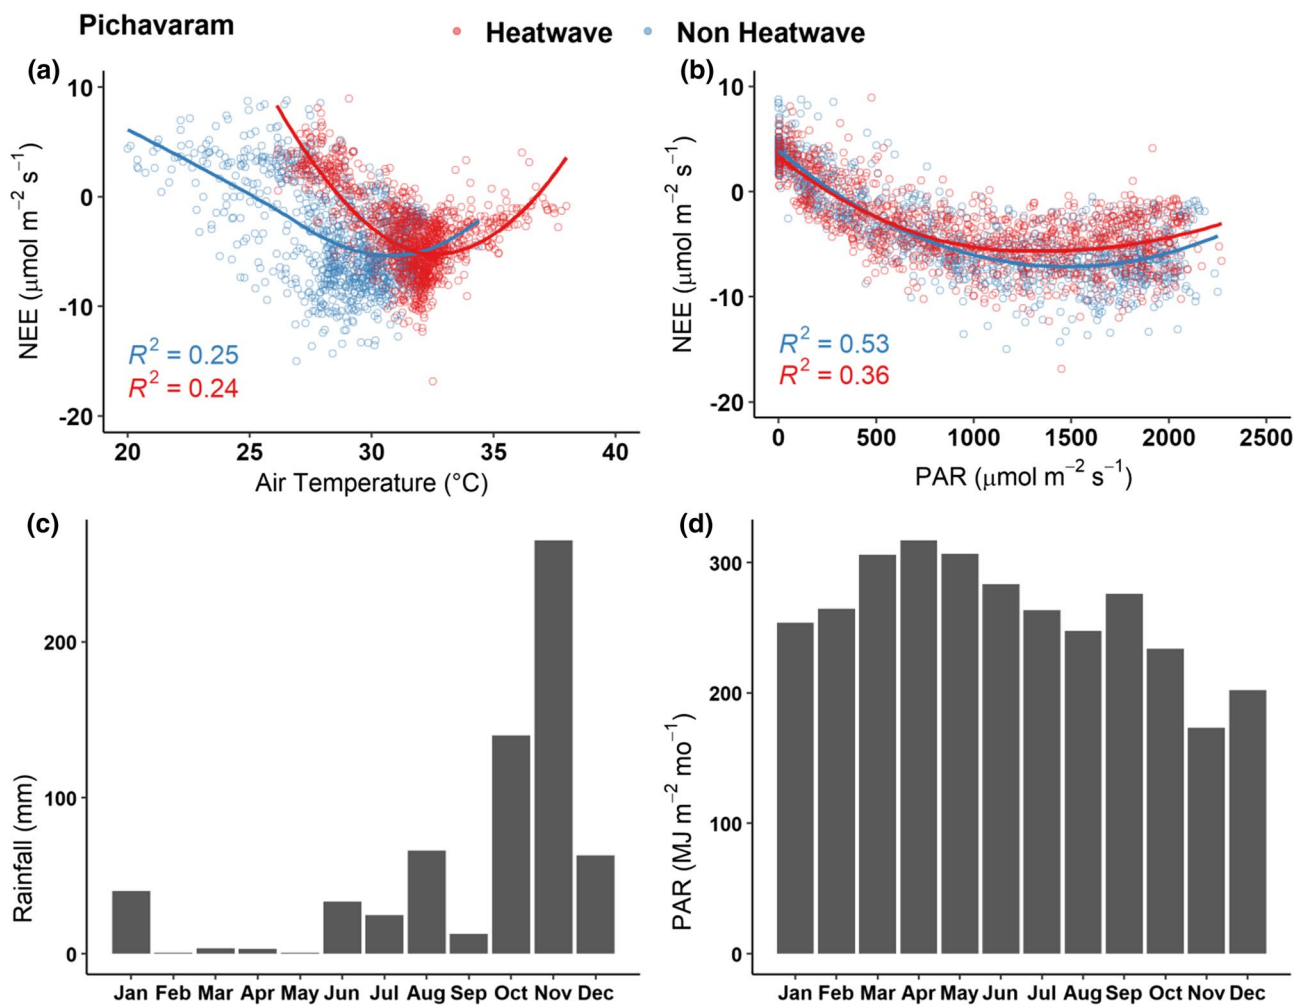 Pichavaram
Heatwave Non Heatwave
(a)
10
0
-10
-20
NEE (μmol m−2 s−1)
R2 = 0.25
R2 = 0.24
20 25 30 35 40
Air Temperature (°C)
(b)
10
0
-10
-20
NEE (μmol m−2 s−1)
R2 = 0.53
R2 = 0.36
0 500 1000 1500 2000 2500
PAR (μmol m−2 s−1)
(c)
200
100
0
Rainfall (mm)
Jan Feb Mar Apr May Jun Jul Aug Sep Oct Nov Dec
(d)
300
200
100
0
PAR (MJ m−2 mo−1)
Jan Feb Mar Apr May Jun Jul Aug Sep Oct Nov Dec